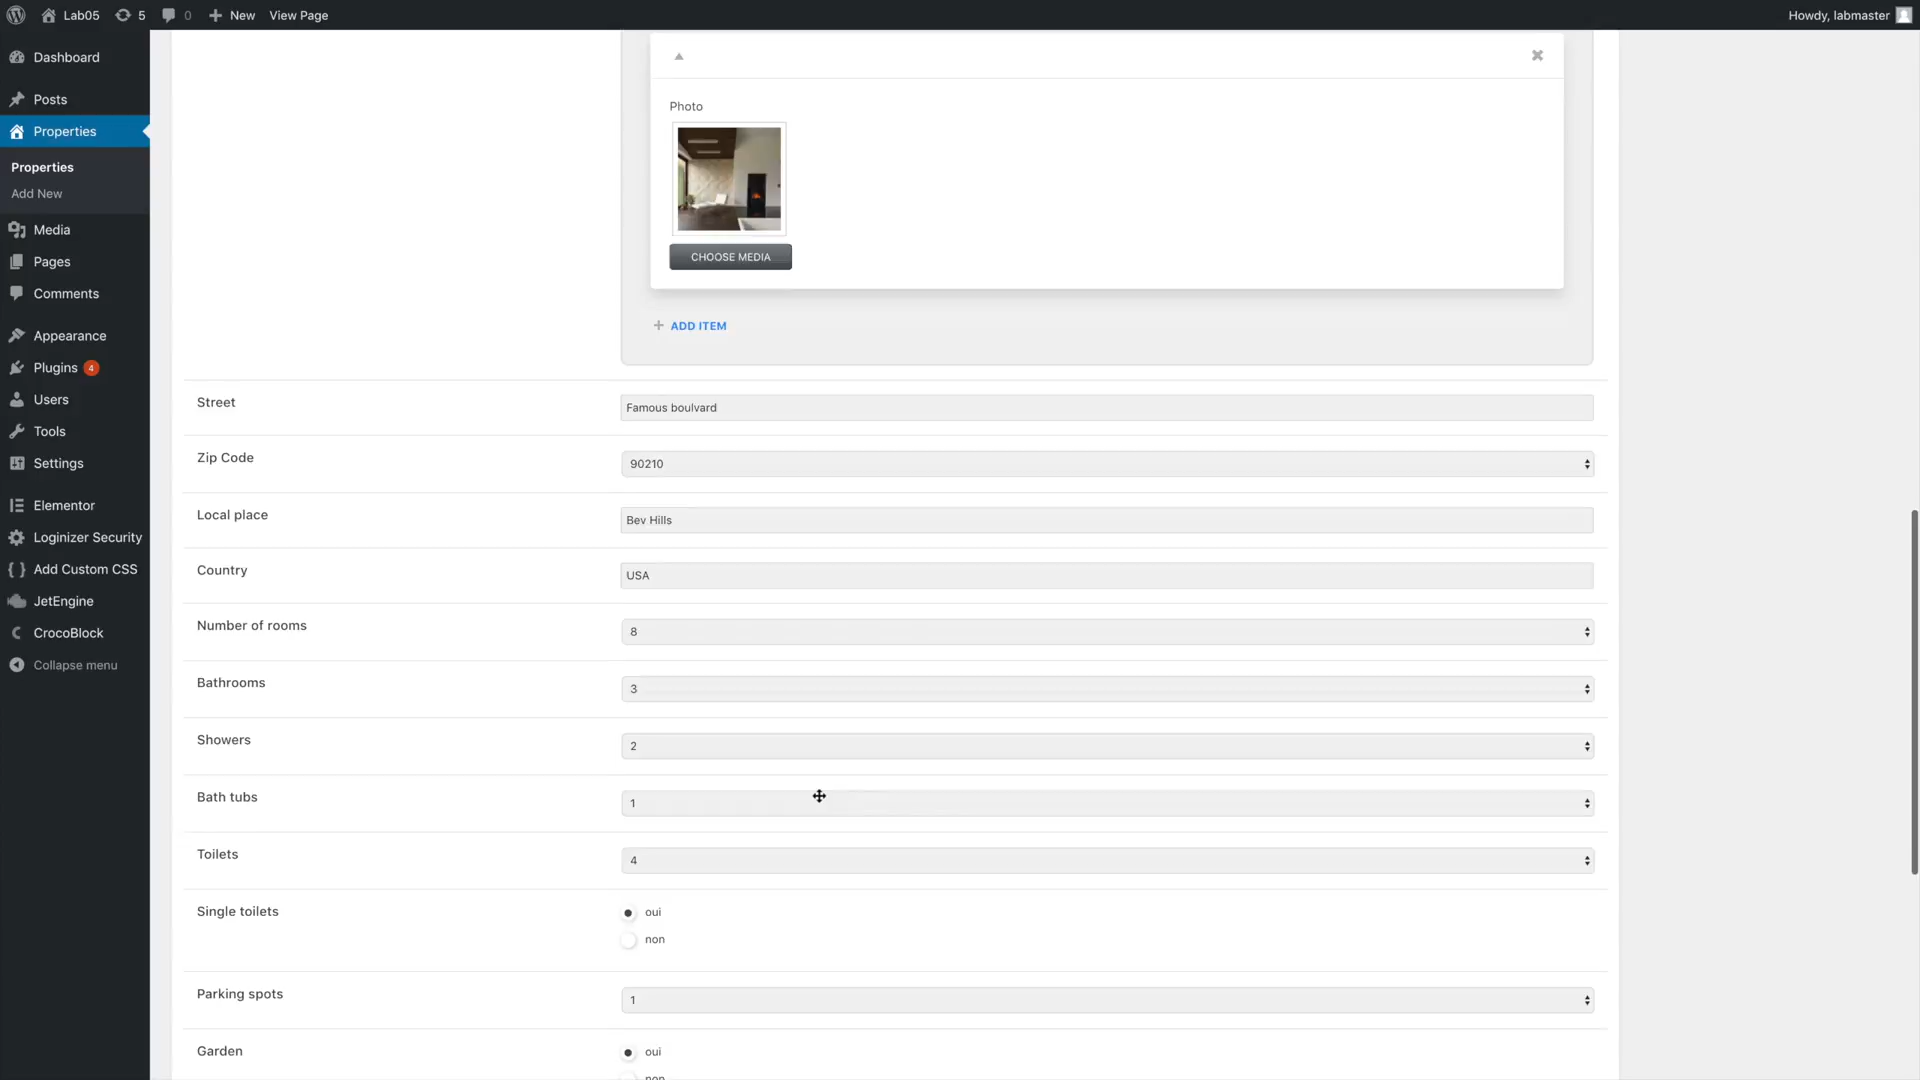 Lab05
5
0
New
View Page
Howdy, labmaster
Dashboard
Posts
Properties
Properties
Add New
Media
Pages
Comments
Appearance
Plugins 4
Users
Tools
Settings
Elementor
Loginizer Security
Add Custom CSS
JetEngine
CrocoBlock
Collapse menu
Photo
CHOOSE MEDIA
+ ADD ITEM
Street
Famous boulvard
Zip Code
90210
Local place
Bev Hills
Country
USA
Number of rooms
8
Bathrooms
3
Showers
2
Bath tubs
1
Toilets
4
Single toilets
oui
non
Parking spots
1
Garden
oui
non